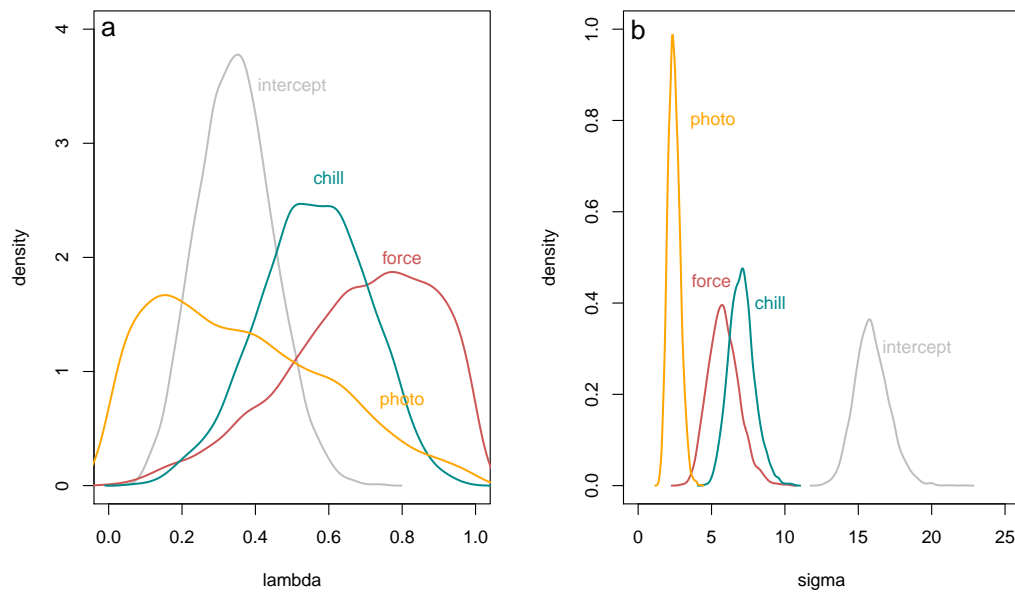 a
intercept
chill
force
photo
0
1
2
3
4
density
0.0 0.2 0.4 0.6 0.8 1.0
lambda
b
photo
force
chill
intercept
0.0
0.2
0.4
0.6
0.8
1.0
density
0 5 10 15 20 25
sigma